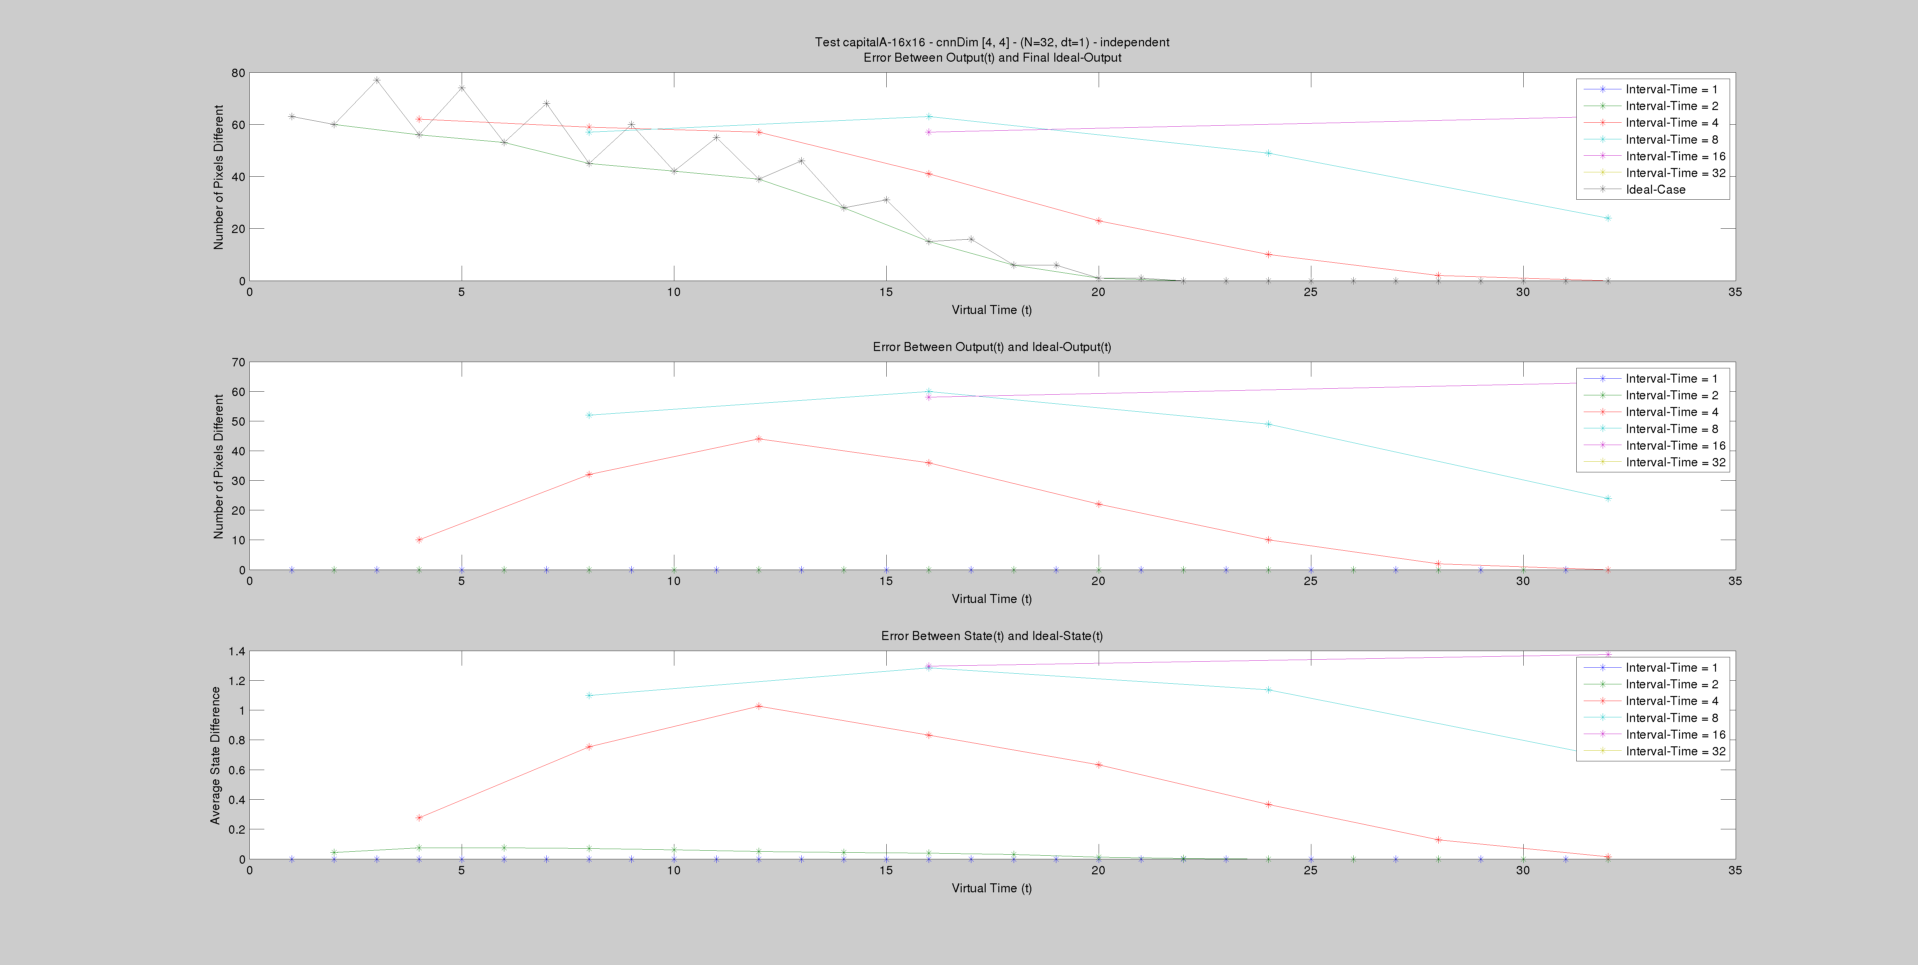 Test capitalA-16x16 - cnnDim [4, 4] - (N=32, dt=1) - independent
Error Between Output(t) and Final Ideal-Output
Number of Pixels Different
80
60
40
20
0
0 5 10 15 20 25 30 35
Virtual Time (t)
Interval-Time = 1
Interval-Time = 2
Interval-Time = 4
Interval-Time = 8
Interval-Time = 16
Interval-Time = 32
Ideal-Case
Error Between Output(t) and Ideal-Output(t)
Number of Pixels Different
70
60
50
40
30
20
10
0
0 5 10 15 20 25 30 35
Virtual Time (t)
Interval-Time = 1
Interval-Time = 2
Interval-Time = 4
Interval-Time = 8
Interval-Time = 16
Interval-Time = 32
Error Between State(t) and Ideal-State(t)
Average State Difference
1.4
1.2
1
0.8
0.6
0.4
0.2
0
0 5 10 15 20 25 30 35
Virtual Time (t)
Interval-Time = 1
Interval-Time = 2
Interval-Time = 4
Interval-Time = 8
Interval-Time = 16
Interval-Time = 32